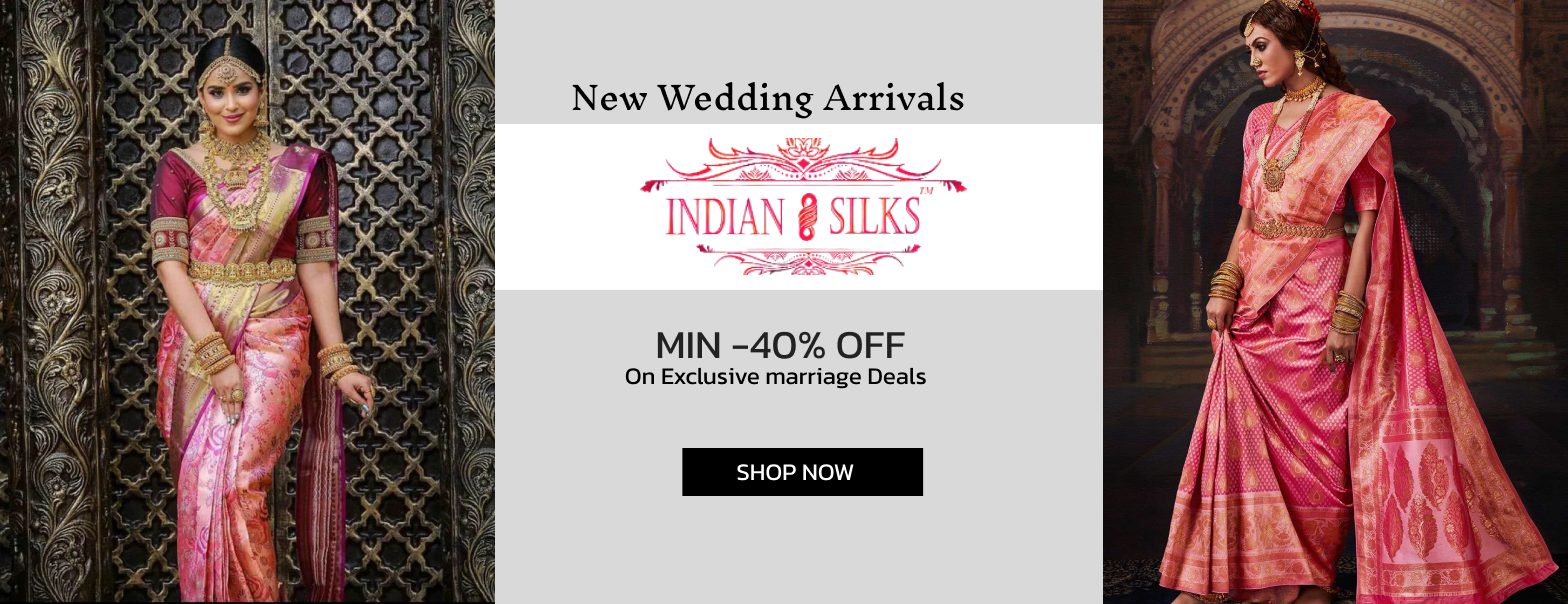 New Wedding Arrivals
TM
INDIAN SILKS
MIN -40% OFF
On Exclusive marriage Deals
SHOP NOW